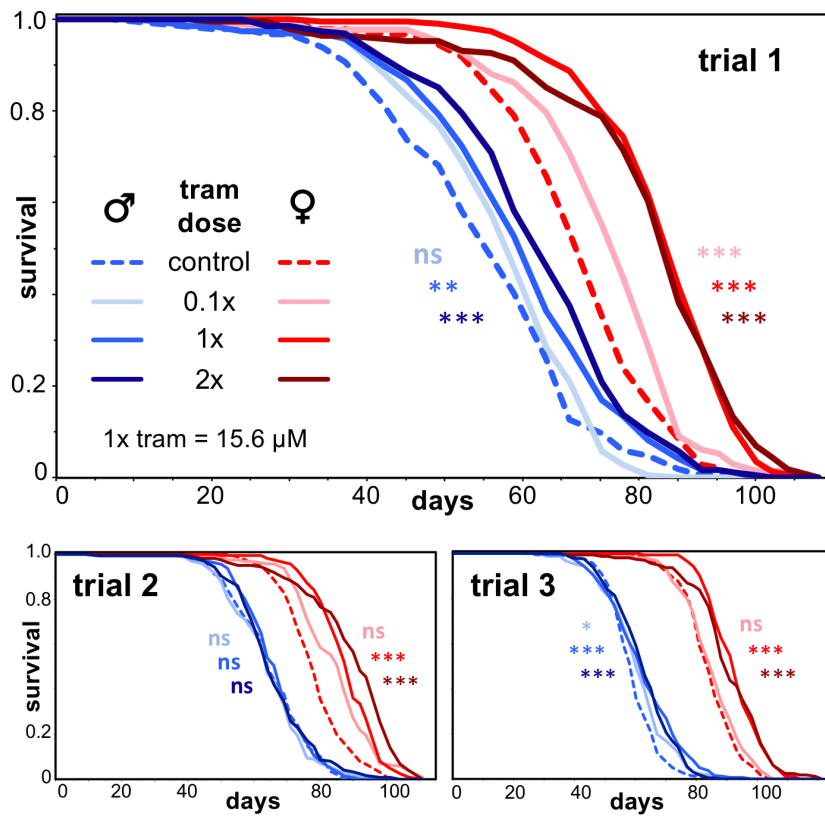 1.0
trial 1
0.8
♂ tram dose ♀
control
0.1x
1x
2x
ns
**
***
***
***
***
survival
0.2
1x tram = 15.6 µM
0
0 20 40 60 80 100
days
1.0
trial 2
0.8
ns
ns
ns
ns
***
***
survival
0.2
0
0 20 40 60 80 100
days
trial 3
*
***
***
ns
***
***
0 20 40 60 80 100
days